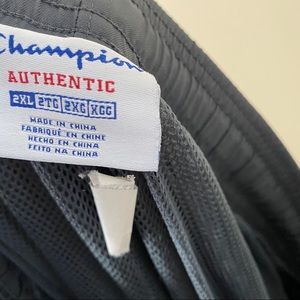 Champion
AUTHENTIC
2XL 2TG 2XG XGG
MADE IN CHINA
FABRIQUÉ EN CHINE
HECHO EN CHINA
FEITO NA CHINA